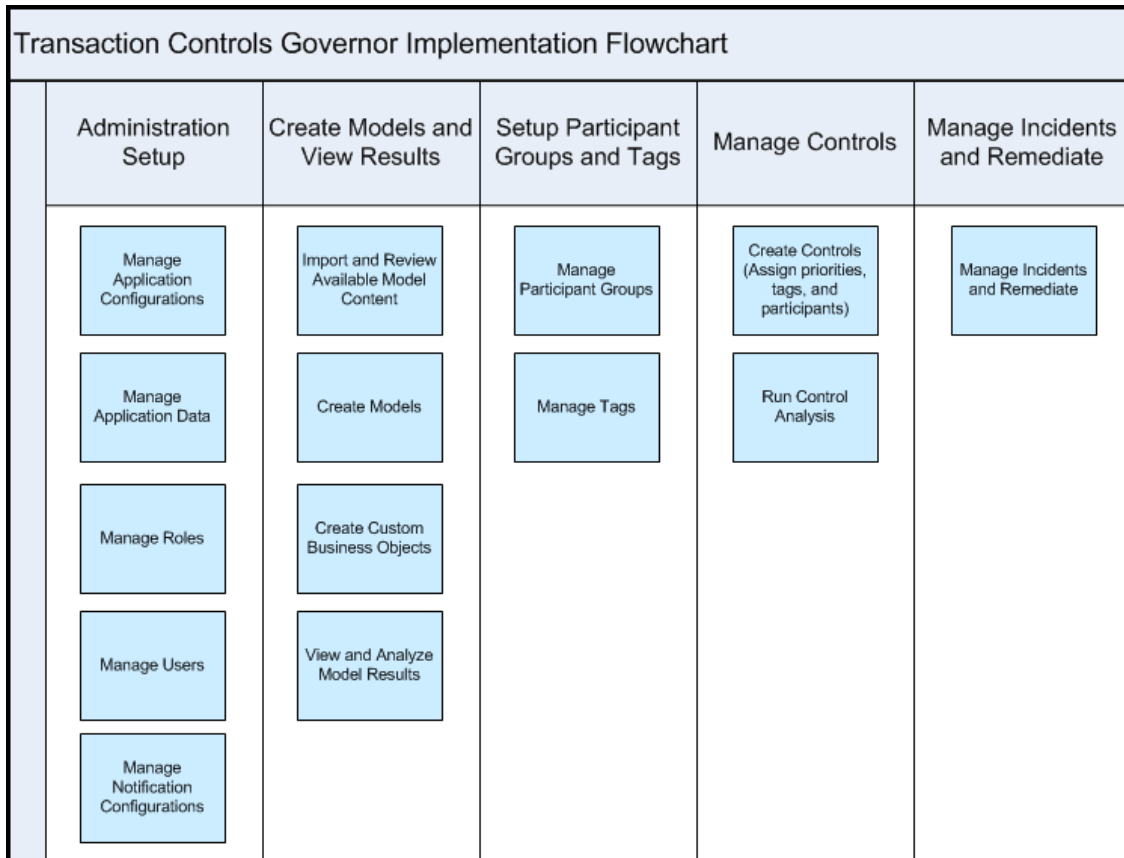 Transaction Controls Governor Implementation Flowchart
Administration
Setup
Create Models and
View Results
Setup Participant
Groups and Tags
Manage Controls
Manage Incidents
and Remediate
Manage
Application
Configurations
Manage
Application Data
Manage Roles
Manage Users
Manage
Notification
Configurations
Import and Review
Available Model
Content
Create Models
Create Custom
Business Objects
View and Analyze
Model Results
Manage
Participant Groups
Manage Tags
Create Controls
(Assign priorities,
tags, and
participants)
Run Control
Analysis
Manage Incidents
and Remediate